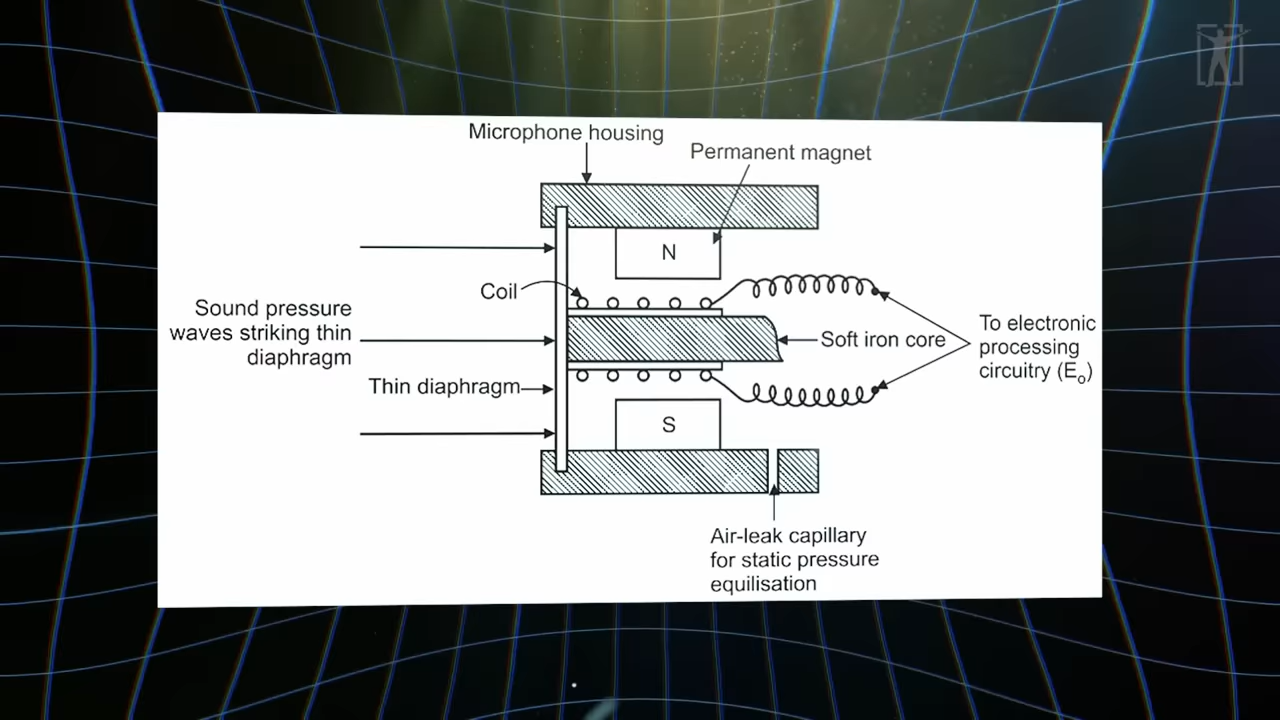 Microphone housing
Permanent magnet
N
Coil
Sound pressure
waves striking thin
diaphragm
Soft iron core
To electronic
processing
circuitry (Eo)
Thin diaphragm
S
Air-leak capillary
for static pressure
equilisation